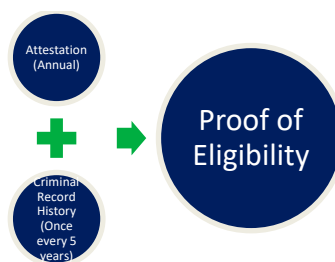 Attestation
(Annual)
Criminal
Record
History
(Once
every 5
years)
Proof of
Eligibility